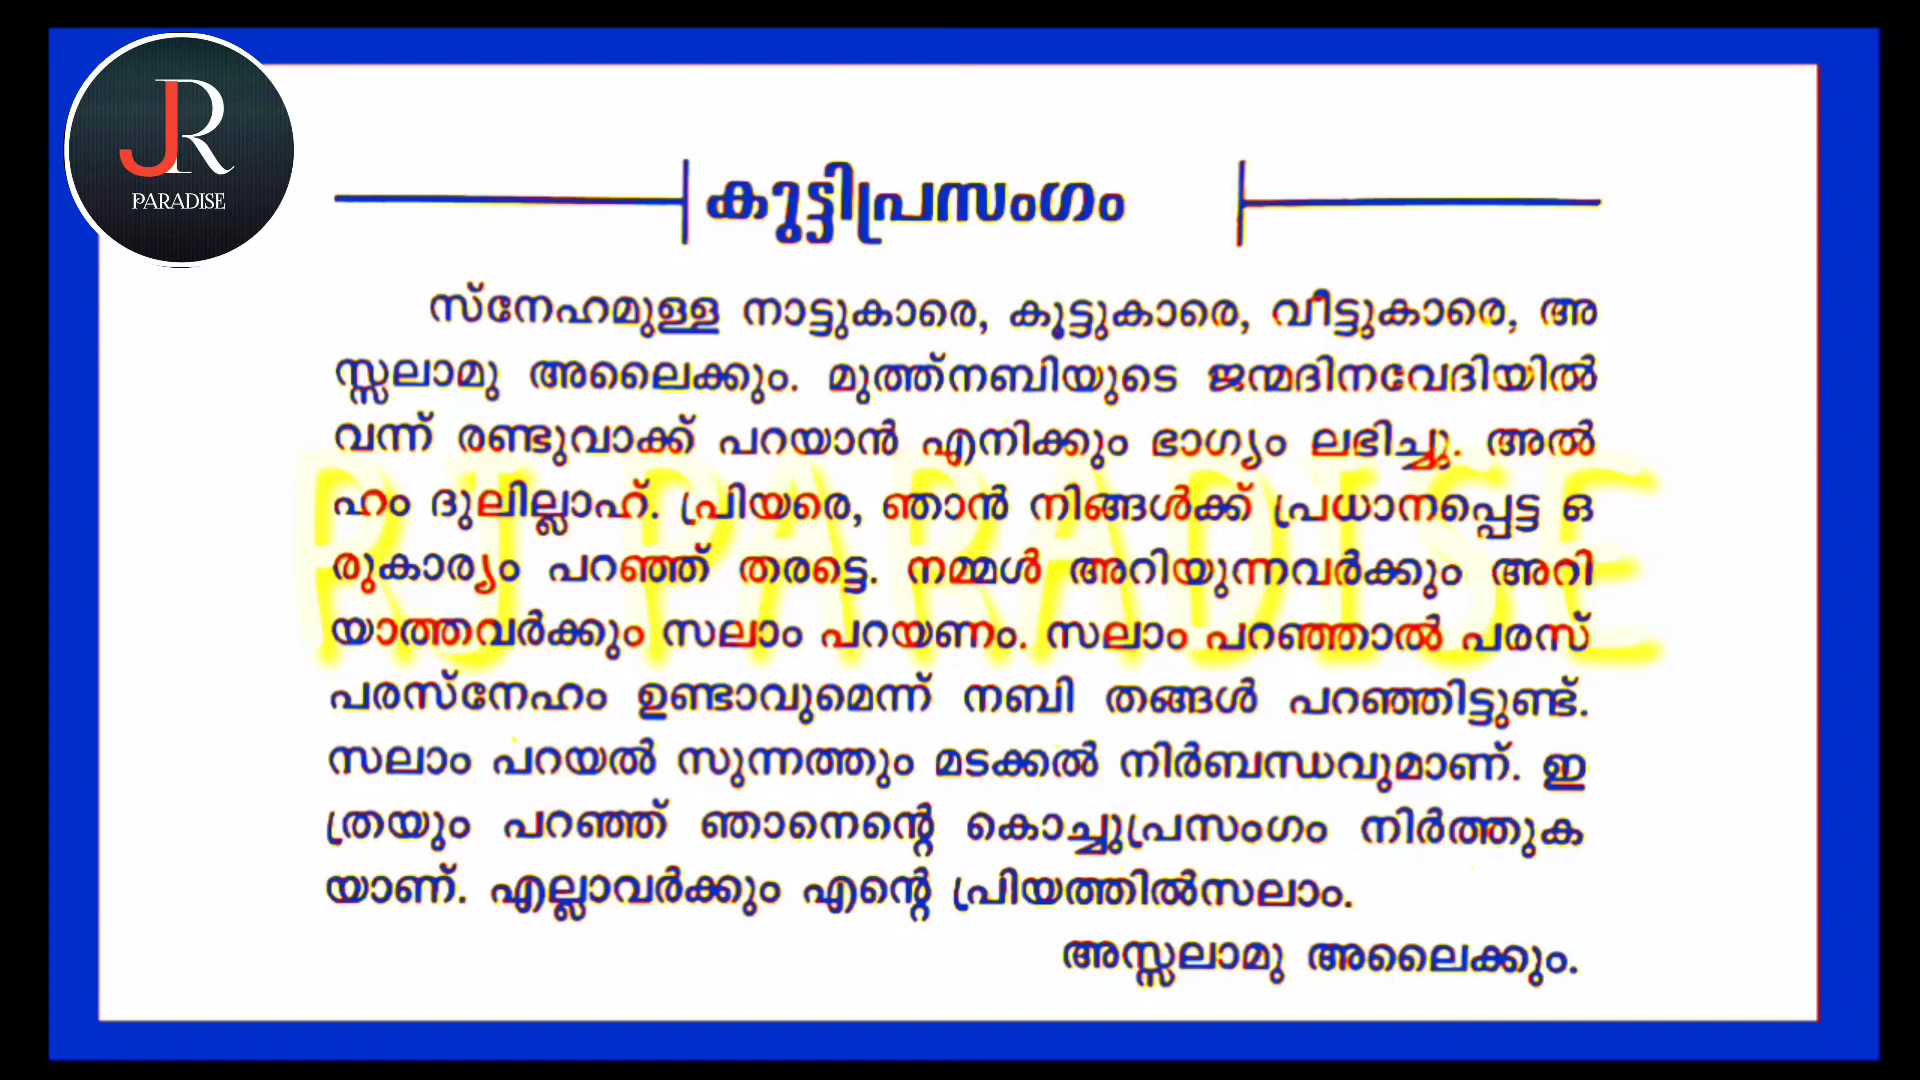 JR
PARADISE
കുട്ടിപ്രസംഗം
സ്നേഹമുള്ള നാട്ടുകാരെ, കൂട്ടുകാരെ, വീട്ടുകാരെ, അ
സ്സലാമു അലൈക്കും. മുത്ത്നബിയുടെ ജന്മദിനവേദിയിൽ
വന്ന് രണ്ടുവാക്ക് പറയാൻ എനിക്കും ഭാഗ്യം ലഭിച്ചു. അൽ
ഹം ദുലില്ലാഹ്. പ്രിയരെ, ഞാൻ നിങ്ങൾക്ക് പ്രധാനപ്പെട്ട ഒ
രുകാര്യം പറഞ്ഞ് തരട്ടെ. നമ്മൾ അറിയുന്നവർക്കും അറി
യാത്തവർക്കും സലാം പറയണം. സലാം പറഞ്ഞാൽ പരസ്
പരസ്നേഹം ഉണ്ടാവുമെന്ന് നബി തങ്ങൾ പറഞ്ഞിട്ടുണ്ട്.
സലാം പറയൽ സുന്നത്തും മടക്കൽ നിർബന്ധവുമാണ്. ഇ
ത്രയും പറഞ്ഞ് ഞാനെന്റെ കൊച്ചുപ്രസംഗം നിർത്തുക
യാണ്. എല്ലാവർക്കും എന്റെ പ്രിയത്തിൽസലാം.
അസ്സലാമു അലൈക്കും.
RJ PARADISE